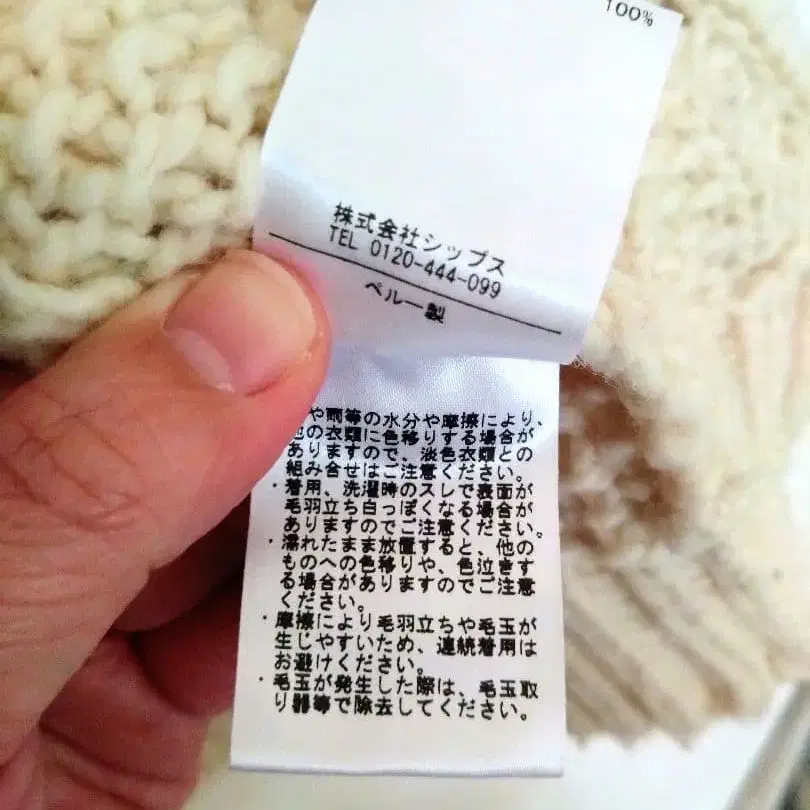 100%
株式会社シップス
TEL 0120-444-099
ペルー製
や雨等の水分や摩擦により、
他の衣類に色移りする場合が
ありますので、淡色衣類との
組み合せはご注意ください。
・着用、洗濯時のスレで表面が
毛羽立ち白っぽくなる場合が
ありますのでご注意ください。
・濡れたまま放置すると、他の
ものへの色移りや、色泣きす
る場合がありますのでご注意
ください。
・摩擦により毛羽立ちや毛玉が
生じやすいため、連続着用は
お避けください。
・毛玉が発生した際は、毛玉取
り器等で除去してください。